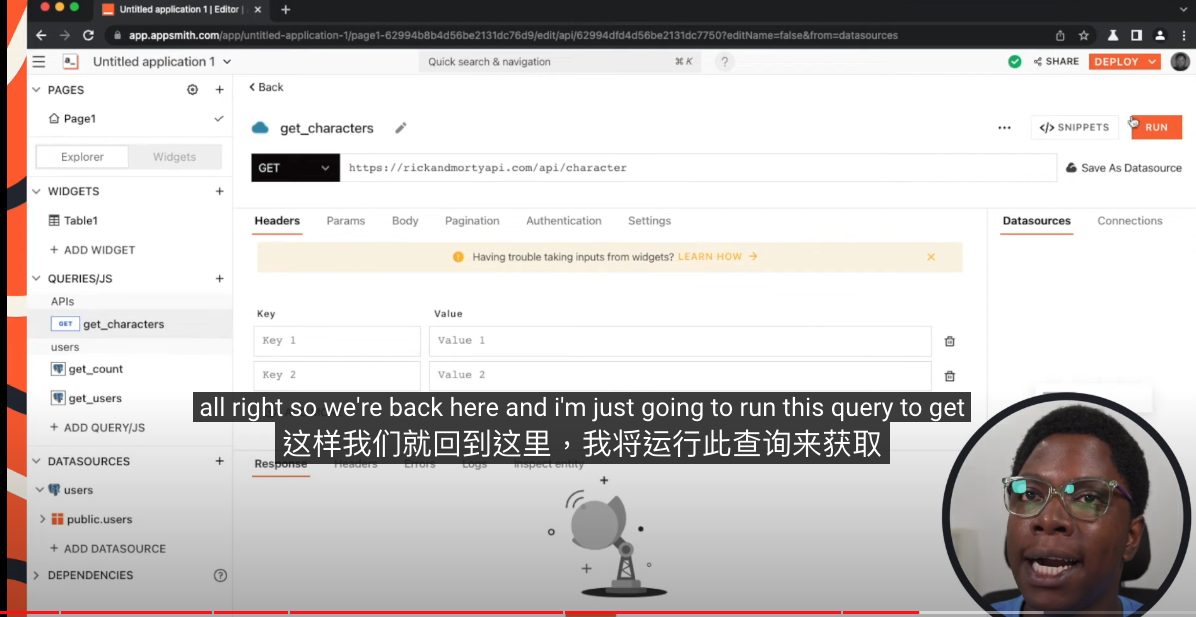 Untitled application 1 | Editor |
app.appsmith.com/app/untitled-application-1/page1-62994b8b4d56be2131dc76d9/edit/api/62994dfd4d56be2131dc7750?editName=false&from=datasources
Untitled application 1
Quick search & navigation
⌘ K
?
SHARE
DEPLOY
PAGES
Page1
Explorer
Widgets
WIDGETS
Table1
+ ADD WIDGET
QUERIES/JS
APIs
GET get_characters
users
get_count
get_users
+ ADD QUERY/JS
DATASOURCES
users
public.users
+ ADD DATASOURCE
DEPENDENCIES
?
Back
get_characters
</> SNIPPETS
RUN
GET
https://rickandmortyapi.com/api/character
Save As Datasource
Headers
Params
Body
Pagination
Authentication
Settings
Datasources
Connections
Having trouble taking inputs from widgets? LEARN HOW
Key
Value
Key 1
Value 1
Key 2
Value 2
all right so we're back here and i'm just going to run this query to get
这样我们就回到这里，我将运行此查询来获取
Response
Headers
Errors
Logs
Inspect entity